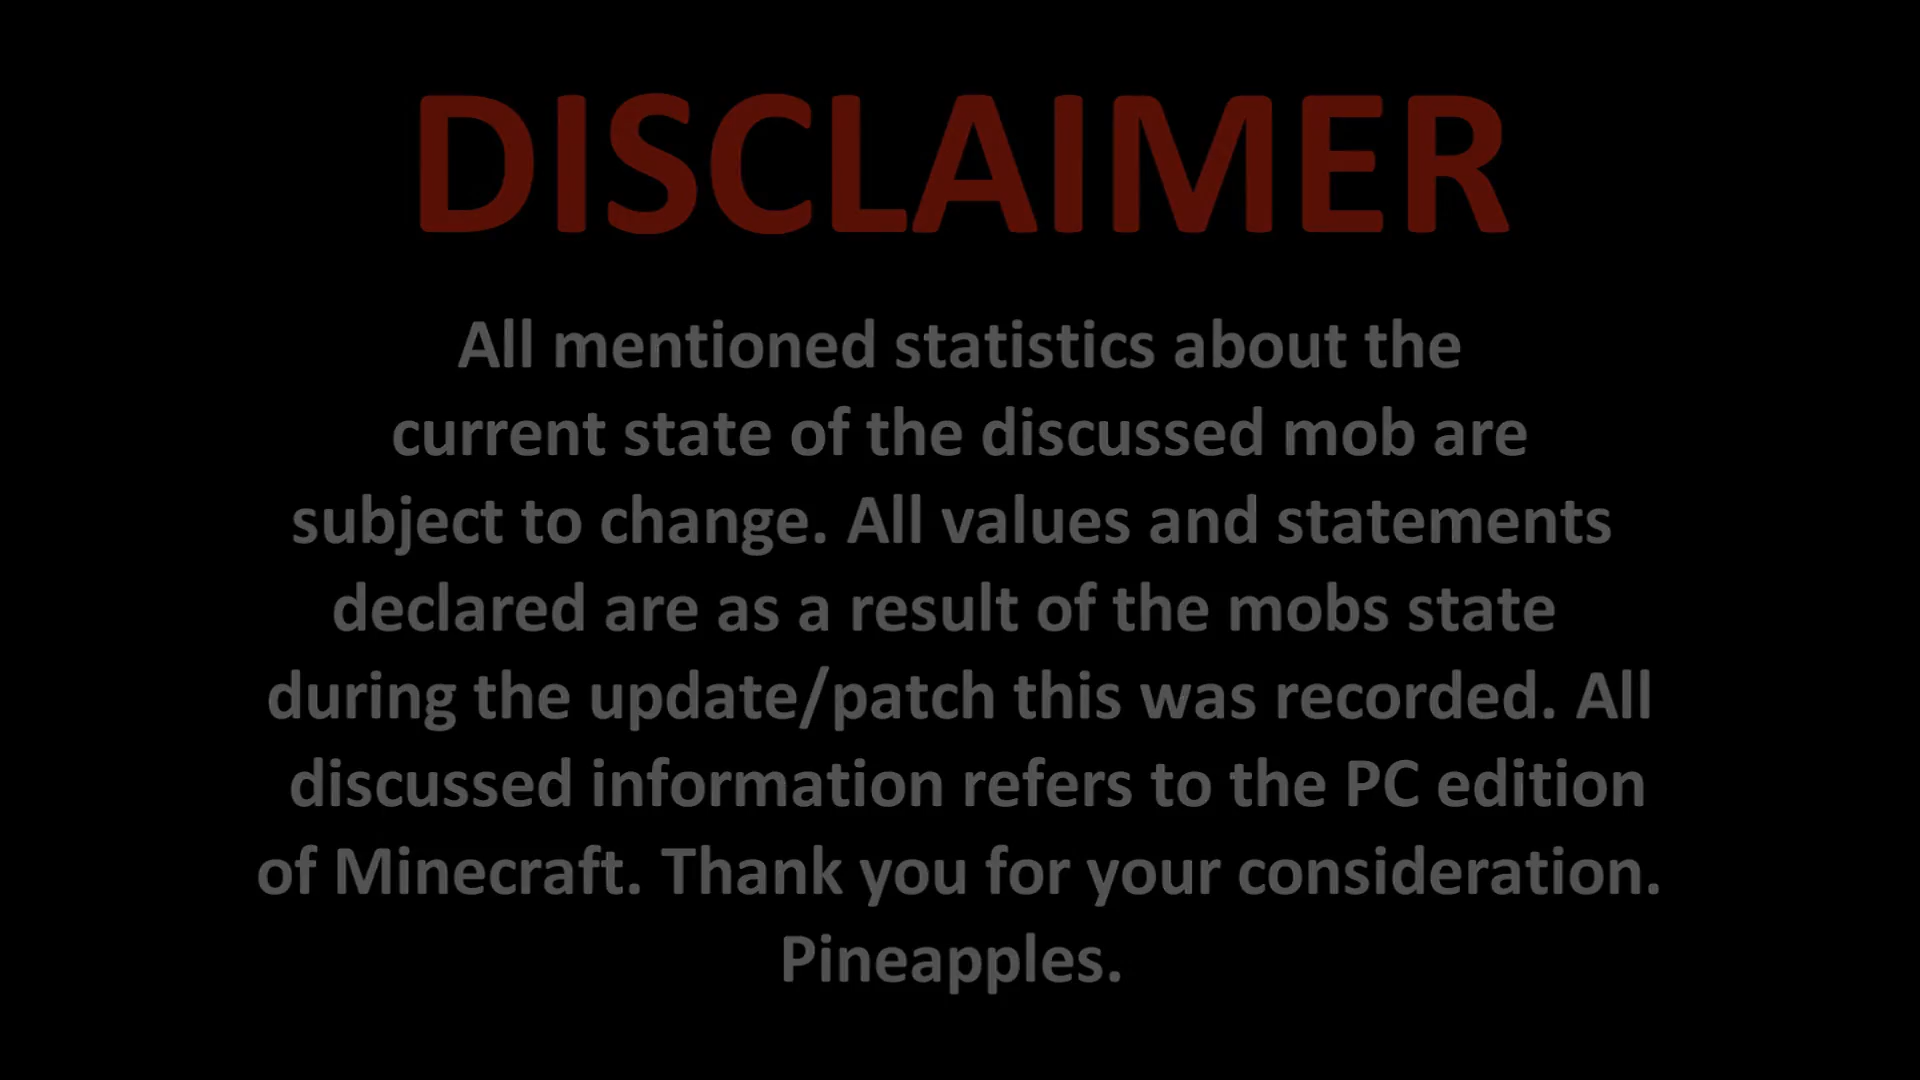 DISCLAIMER
All mentioned statistics about the
current state of the discussed mob are
subject to change. All values and statements
declared are as a result of the mobs state
during the update/patch this was recorded. All
discussed information refers to the PC edition
of Minecraft. Thank you for your consideration.
Pineapples.